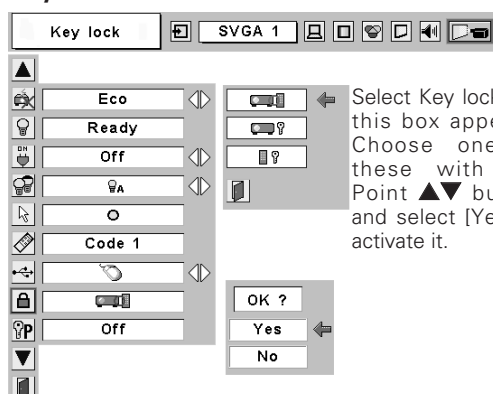 Key lock
SVGA 1
Eco
Ready
ON
Off
A
Code 1
P
Off
OK ?
Yes
No
Select Key lock
this box appe
Choose one
these with
Point ▲▼ bu
and select [Ye
activate it.